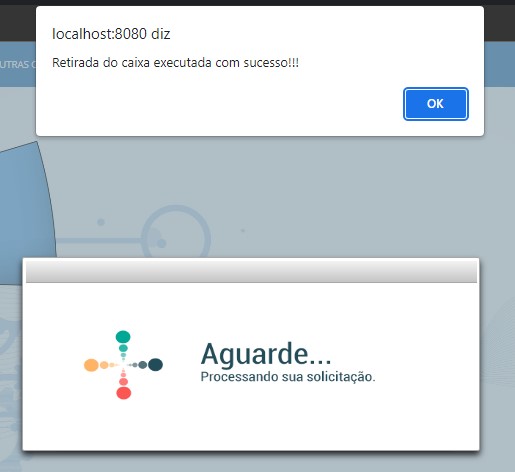 localhost:8080 diz
Retirada do caixa executada com sucesso!!!
OK
UTRAS
Aguarde...
Processando sua solicitação.